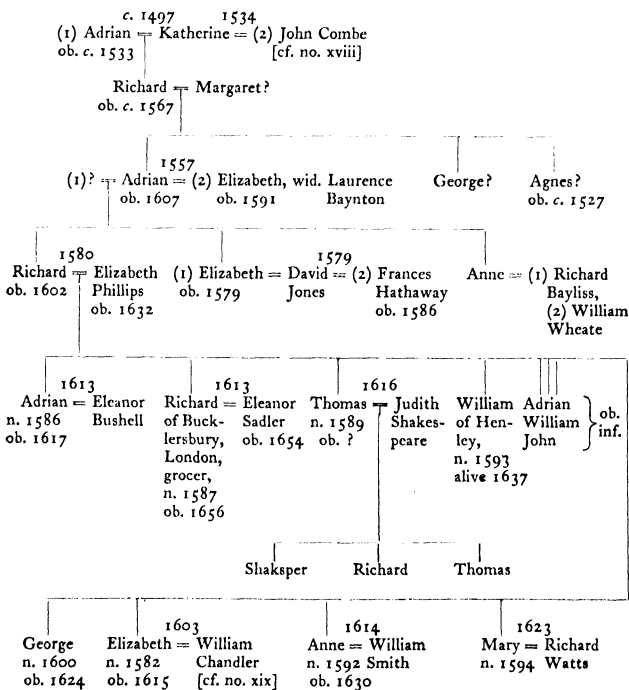 c. 1497 1534
(1) Adrian = Katherine = (2) John Combe
ob. c. 1533 [cf. no. xviii]
Richard = Margaret?
ob. c. 1567
1557
(1)? = Adrian = (2) Elizabeth, wid. Laurence George? Agnes?
ob. 1607 ob. 1591 Baynton ob. c. 1527
1580 1579
Richard = Elizabeth (1) Elizabeth = David = (2) Frances Anne = (1) Richard
ob. 1602 Phillips ob. 1579 Jones Hathaway Bayliss,
ob. 1632 ob. 1586 (2) William
Wheate
1613 1613 1616
Adrian = Eleanor Richard = Eleanor Thomas = Judith William Adrian
n. 1586 Bushell of Buck- Sadler n. 1589 Shakes- of Hen- William ob.
ob. 1617 lersbury, ob. 1654 ob. ? peare ley, John inf.
London, n. 1593
grocer, alive 1637
n. 1587
ob. 1656
Shaksper Richard Thomas
1603 1614 1623
George Elizabeth = William Anne = William Mary = Richard
n. 1600 n. 1582 Chandler n. 1592 Smith n. 1594 Watts
ob. 1624 ob. 1615 [cf. no. xix] ob. 1630